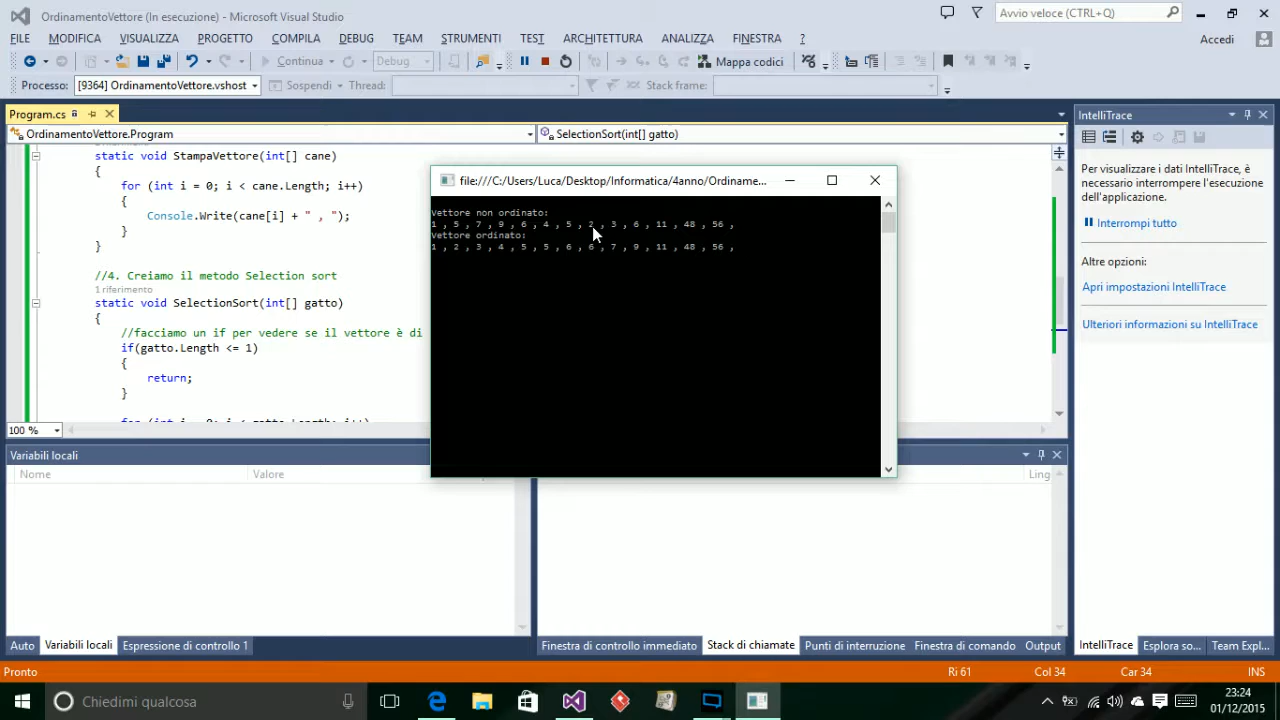 OrdinamentoVettore (In esecuzione) - Microsoft Visual Studio
Avvio veloce (CTRL+Q)
FILE MODIFICA VISUALIZZA PROGETTO COMPILA DEBUG TEAM STRUMENTI TEST ARCHITETTURA ANALIZZA FINESTRA ?
Accedi
Continua Debug Mappa codici
Processo: [9364] OrdinamentoVettore.vshost Sospendi Thread: Stack frame:
Program.cs
OrdinamentoVettore.Program
SelectionSort(int[] gatto)
static void StampaVettore(int[] cane)
{
for (int i = 0; i < cane.Length; i++)
{
Console.Write(cane[i] + " , ");
}
}
//4. Creiamo il metodo Selection sort
1 riferimento
static void SelectionSort(int[] gatto)
{
//facciamo un if per vedere se il vettore è di
if(gatto.Length <= 1)
{
return;
}
for (int i = 0; i < gatto.Length; i++)
100 %
file:///C:/Users/Luca/Desktop/Informatica/4anno/Ordiname...
Vettore non ordinato:
1 , 5 , 7 , 9 , 6 , 4 , 5 , 2 , 3 , 6 , 11 , 48 , 56 ,
Vettore ordinato:
1 , 2 , 3 , 4 , 5 , 5 , 6 , 6 , 7 , 9 , 11 , 48 , 56 ,
IntelliTrace
Per visualizzare i dati IntelliTrace, è
necessario interrompere l'esecuzione
dell'applicazione.
Interrompi tutto
Altre opzioni:
Apri impostazioni IntelliTrace
Ulteriori informazioni su IntelliTrace
Variabili locali
Nome Valore
Ling
Auto Variabili locali Espressione di controllo 1
Finestra di controllo immediato Stack di chiamate Punti di interruzione Finestra di comando Output
IntelliTrace Esplora so... Team Expl...
Pronto
Ri 61 Col 34 Car 34 INS
Chiedimi qualcosa
23:24
01/12/2015